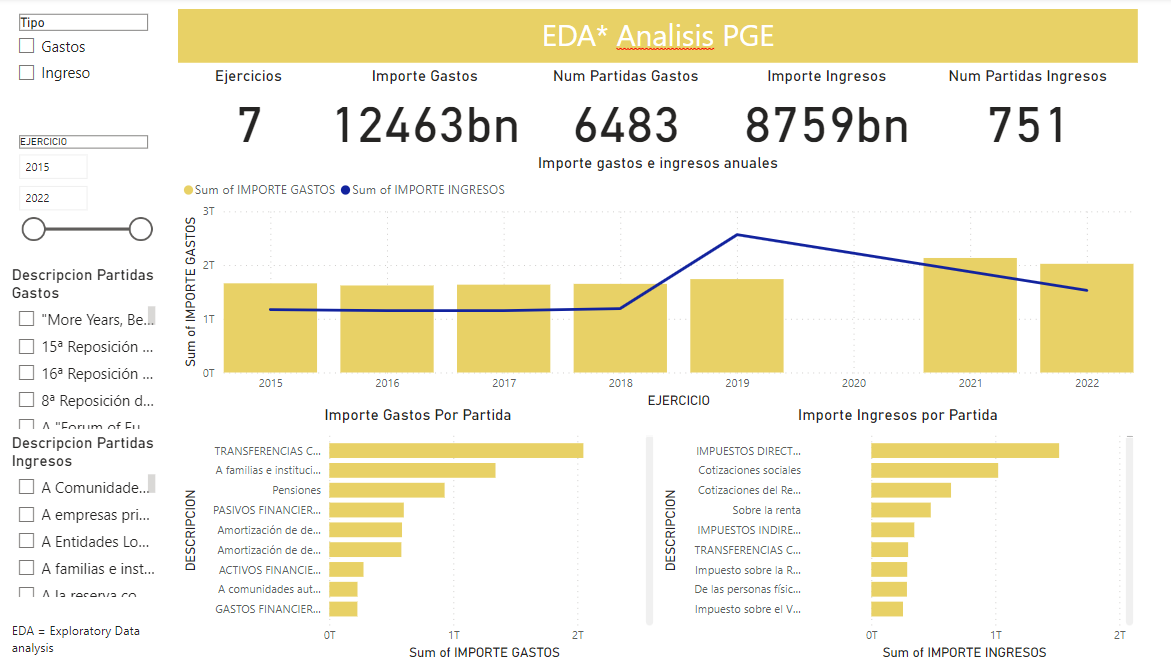 Tipo
Gastos
Ingreso
EJERCICIO
2015
2022
Descripcion Partidas
Gastos
"More Years, Be...
15ª Reposición ...
16ª Reposición ...
8ª Reposición d...
A "Forum of Eu
Descripcion Partidas
Ingresos
A Comunidade...
A empresas pri...
A Entidades Lo...
A familias e inst...
A la reserva co
EDA = Exploratory Data
analysis
EDA* Analisis PGE
Ejercicios
7
Importe Gastos
12463bn
Num Partidas Gastos
6483
Importe Ingresos
8759bn
Num Partidas Ingresos
751
Importe gastos e ingresos anuales
Sum of IMPORTE GASTOS
Sum of IMPORTE INGRESOS
Sum of IMPORTE GASTOS
3T
2T
1T
0T
2015
2016
2017
2018
2019
2020
2021
2022
EJERCICIO
Importe Gastos Por Partida
DESCRIPCION
TRANSFERENCIAS C...
A familias e instituci...
Pensiones
PASIVOS FINANCIER...
Amortización de de...
Amortización de de...
ACTIVOS FINANCIE...
A comunidades aut...
GASTOS FINANCIER...
0T
1T
2T
Sum of IMPORTE GASTOS
Importe Ingresos por Partida
DESCRIPCION
IMPUESTOS DIRECT...
Cotizaciones sociales
Cotizaciones del Re...
Sobre la renta
IMPUESTOS INDIRE...
TRANSFERENCIAS C...
Impuesto sobre la R...
De las personas físic...
Impuesto sobre el V...
0T
1T
2T
Sum of IMPORTE INGRESOS